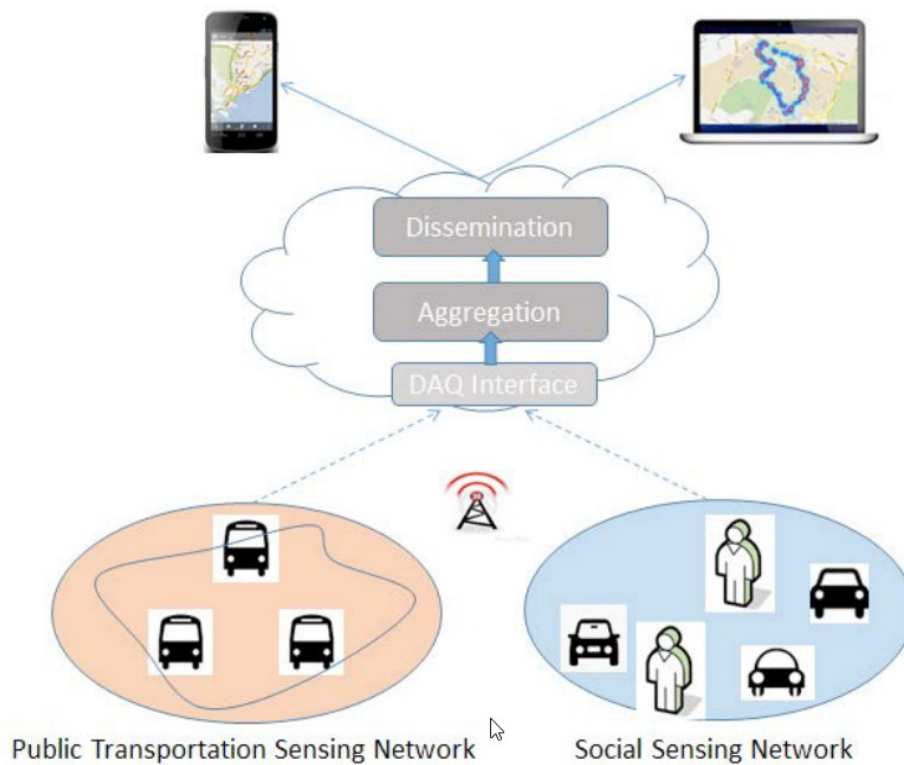 Dissemination
Aggregation
DAQ Interface
Public Transportation Sensing Network
Social Sensing Network